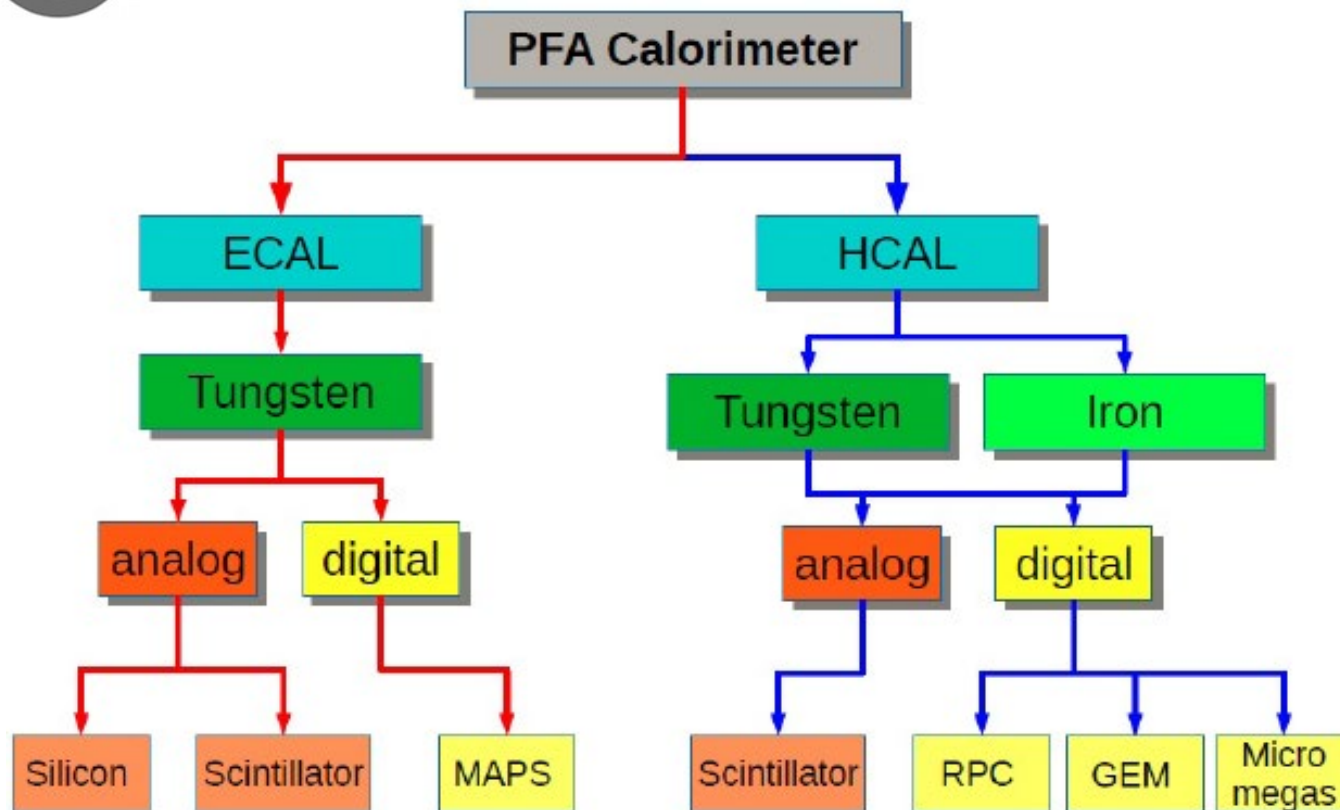 PFA Calorimeter
ECAL
HCAL
Tungsten
Tungsten
Iron
analog
digital
analog
digital
Silicon
Scintillator
MAPS
Scintillator
RPC
GEM
Micro
megas